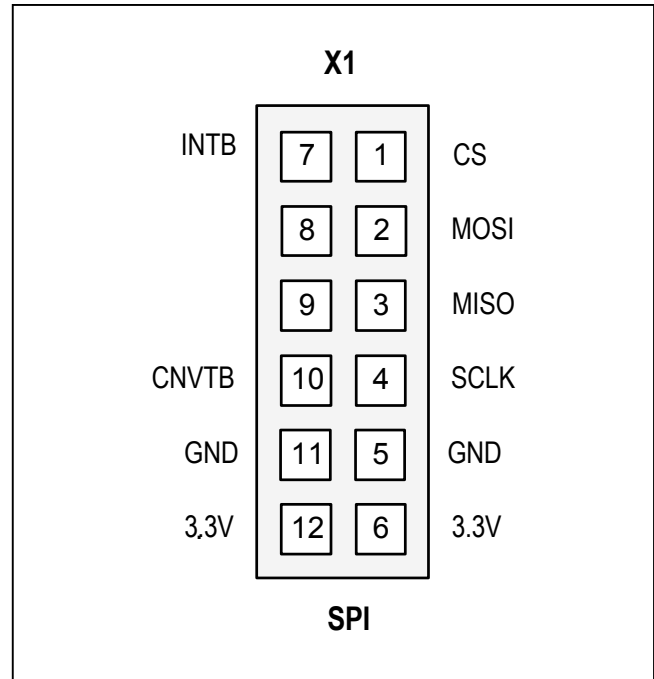 X1
INTB 7 1 CS
8 2 MOSI
9 3 MISO
CNVTB 10 4 SCLK
GND 11 5 GND
3.3V 12 6 3.3V
SPI